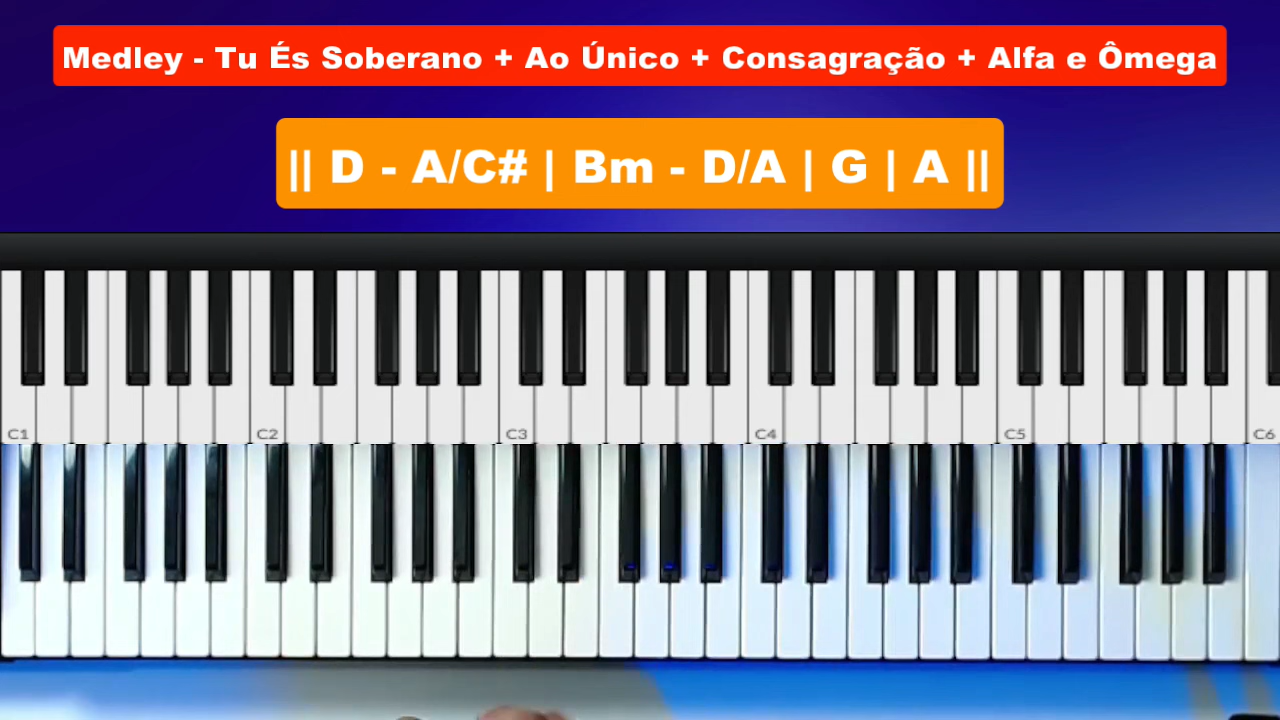 Medley - Tu És Soberano + Ao Único + Consagração + Alfa e Ômega
|| D - A/C# | Bm - D/A | G | A ||
C1 C2 C3 C4 C5 C6